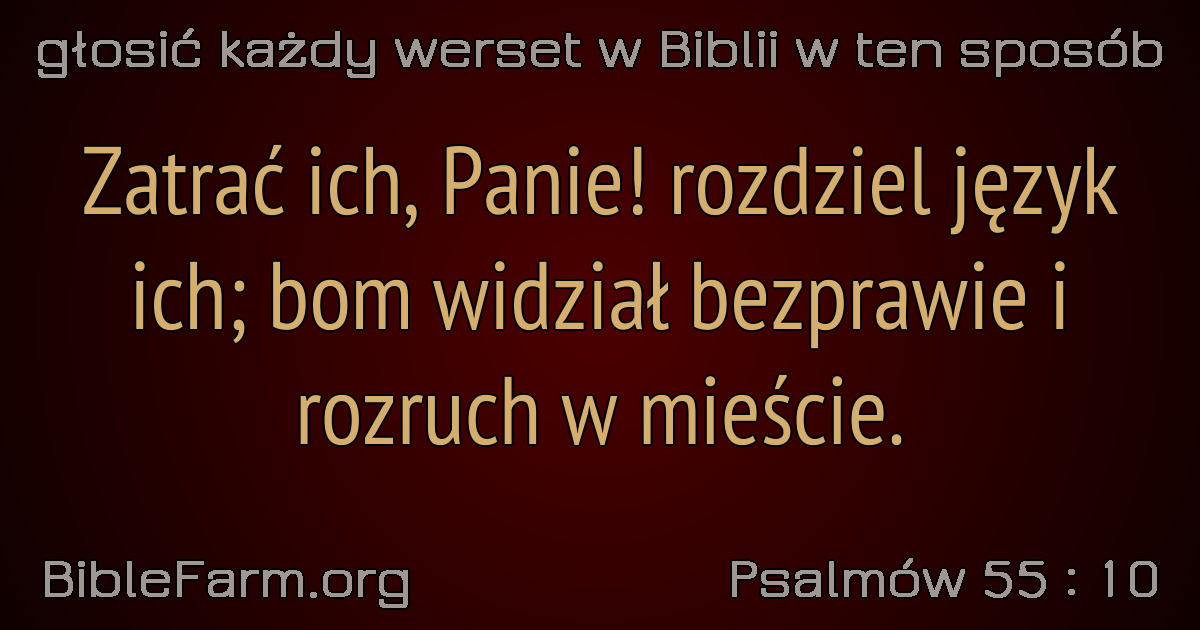 głosić każdy werset w Biblii w ten sposób
Zatrać ich, Panie! rozdziel język
ich; bom widział bezprawie i
rozruch w mieście.
BibleFarm.org
Psalmów 55 : 10